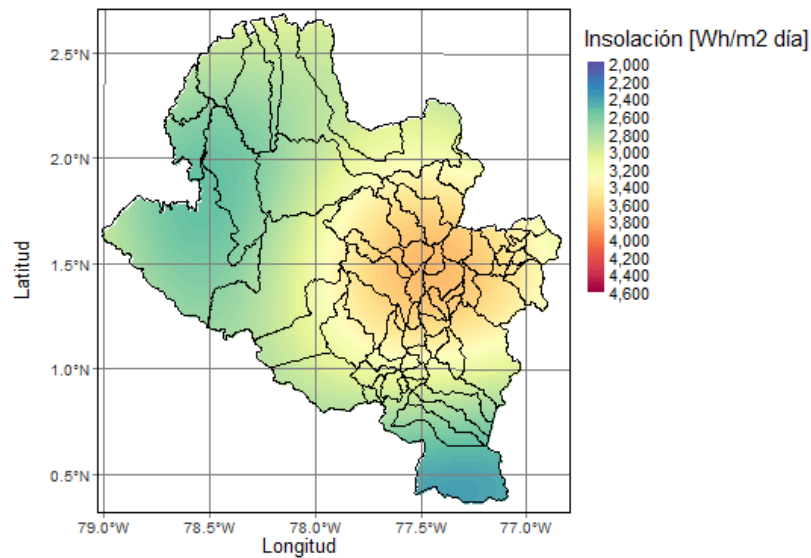 Insolación [Wh/m2 día]
2,000
2,200
2,400
2,600
2,800
3,000
3,200
3,400
3,600
3,800
4,000
4,200
4,400
4,600
Latitud
2.5°N
2.0°N
1.5°N
1.0°N
0.5°N
79.0°W 78.5°W 78.0°W 77.5°W 77.0°W
Longitud